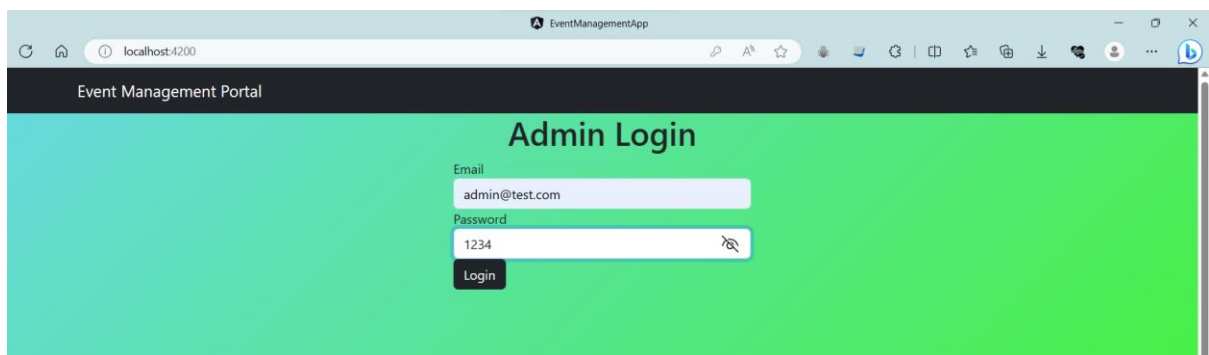 EventManagementApp
localhost:4200
Event Management Portal
Admin Login
Email
admin@test.com
Password
1234
Login